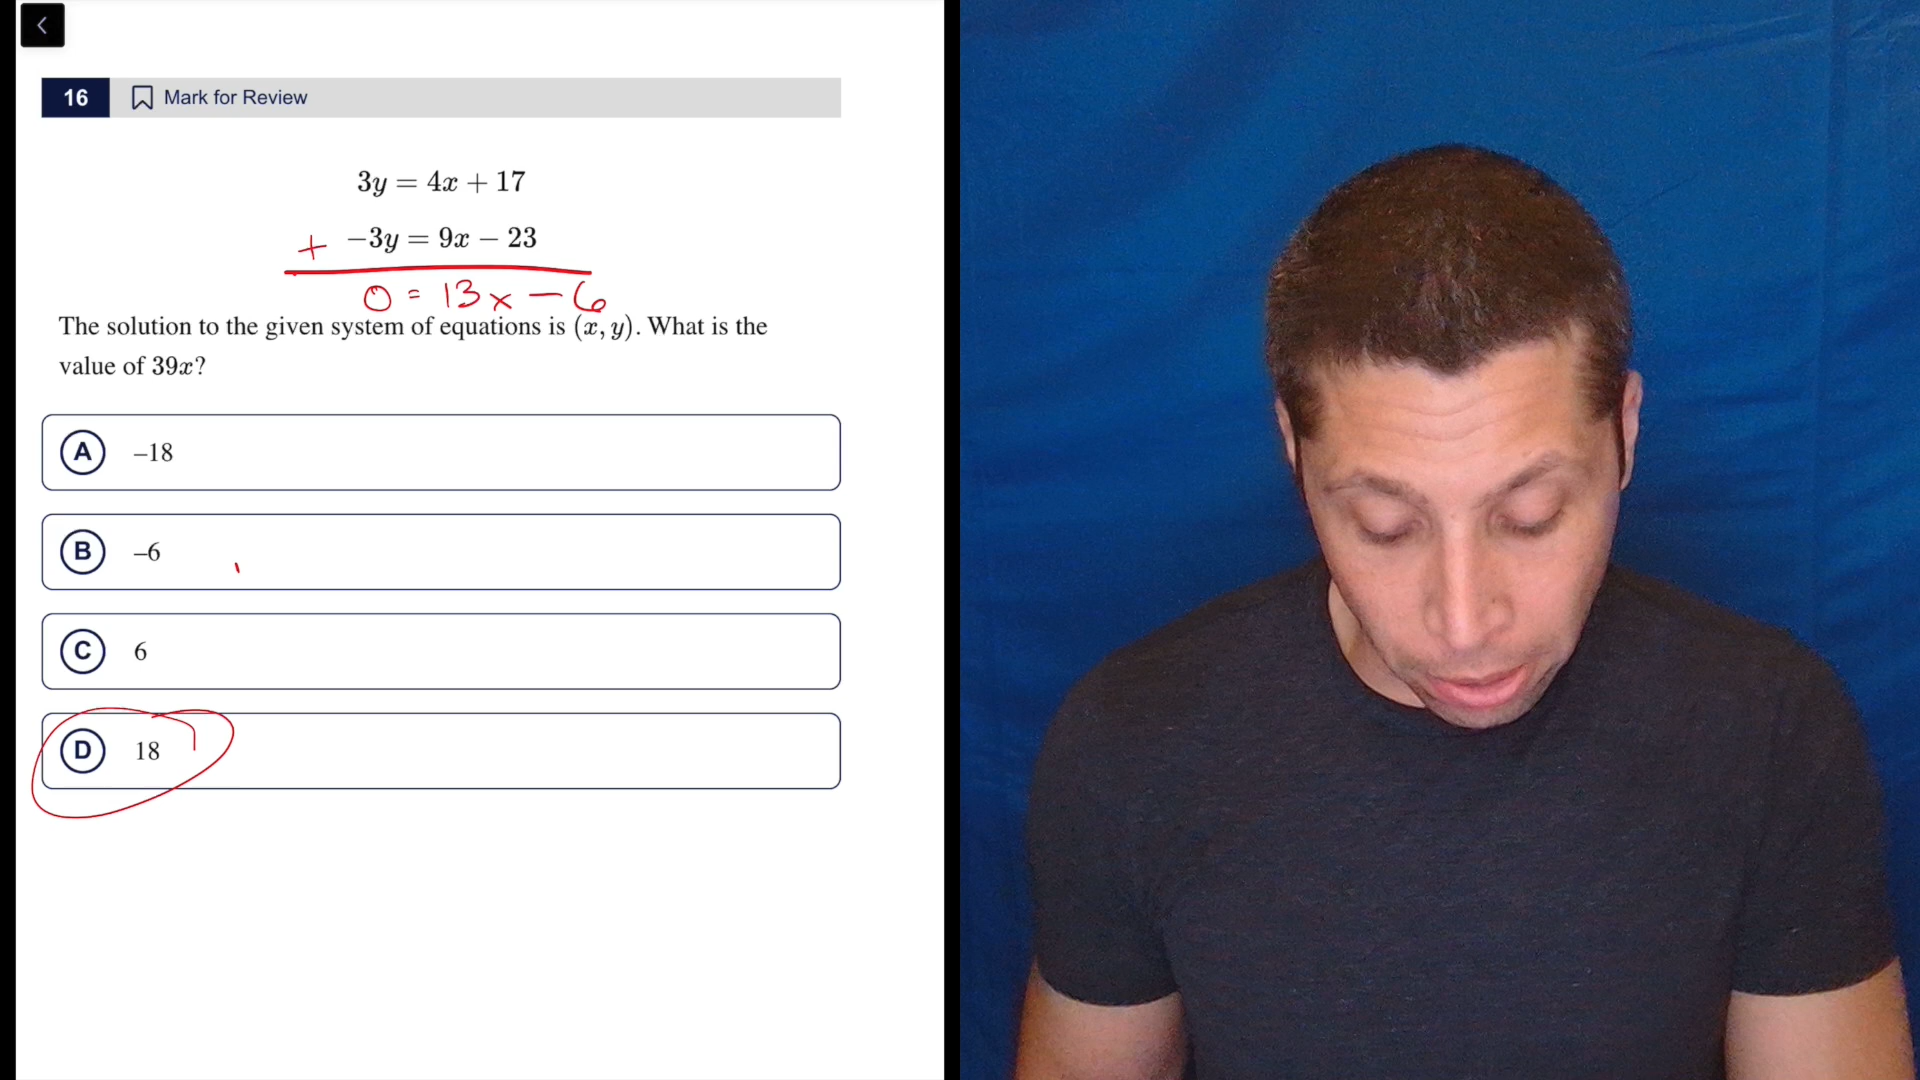 16 Mark for Review
3y = 4x + 17
+ −3y = 9x − 23
0 = 13x − 6
The solution to the given system of equations is (x, y). What is the
value of 39x?
A –18
B –6
C 6
D 18